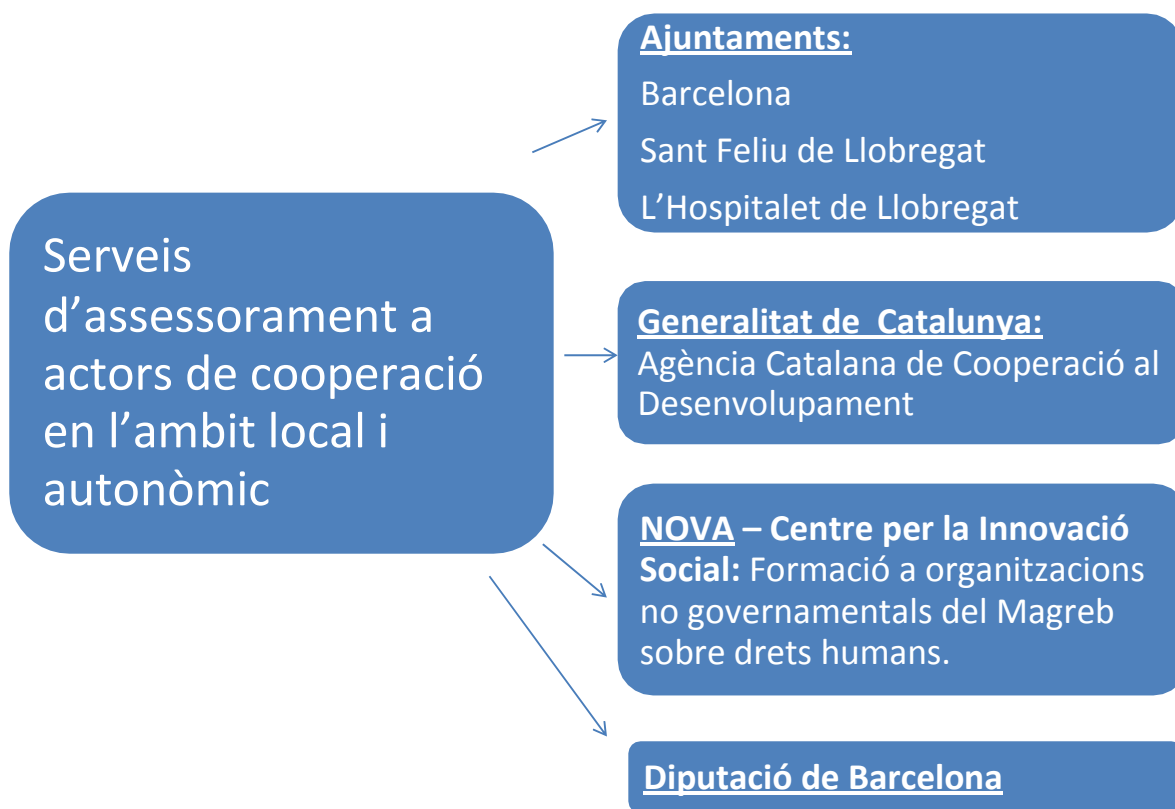 Serveis
d’assessorament a
actors de cooperació
en l’ambit local i
autonòmic
Ajuntaments:
Barcelona
Sant Feliu de Llobregat
L’Hospitalet de Llobregat
Generalitat de  Catalunya:
Agència Catalana de Cooperació al
Desenvolupament
NOVA – Centre per la Innovació
Social: Formació a organitzacions
no governamentals del Magreb
sobre drets humans.
Diputació de Barcelona